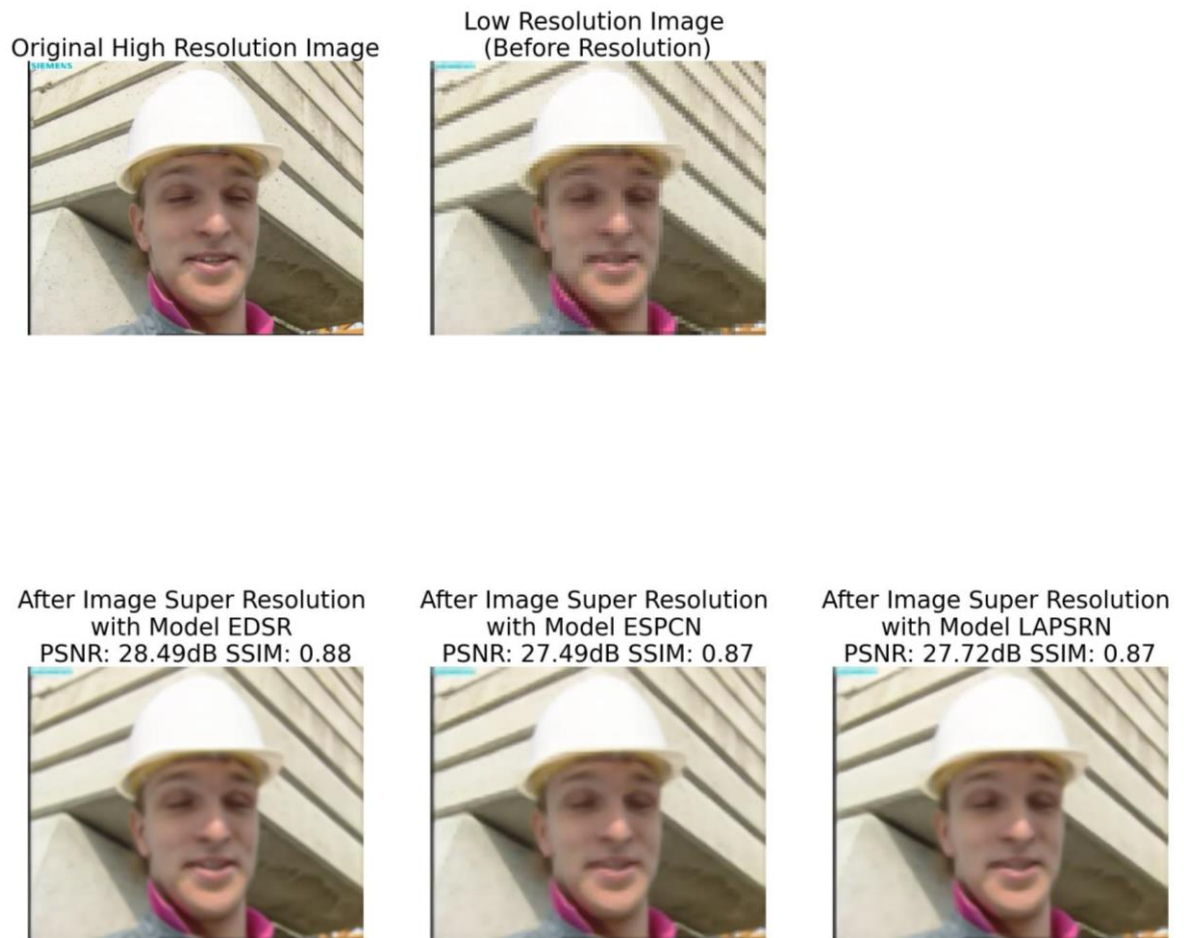 Original High Resolution Image
Low Resolution Image
(Before Resolution)
SIEMENS
After Image Super Resolution
with Model EDSR
PSNR: 28.49dB SSIM: 0.88
After Image Super Resolution
with Model ESPCN
PSNR: 27.49dB SSIM: 0.87
After Image Super Resolution
with Model LAPSRN
PSNR: 27.72dB SSIM: 0.87